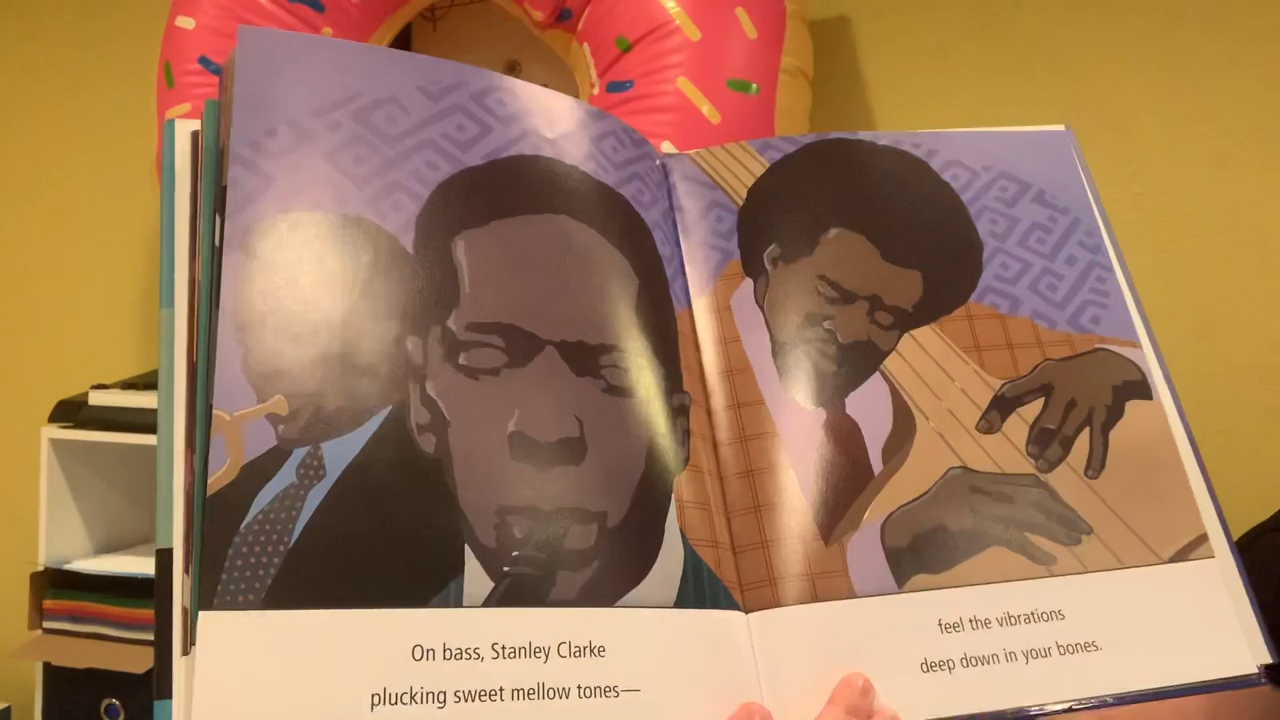 On bass, Stanley Clarke
plucking sweet mellow tones—
feel the vibrations
deep down in your bones.